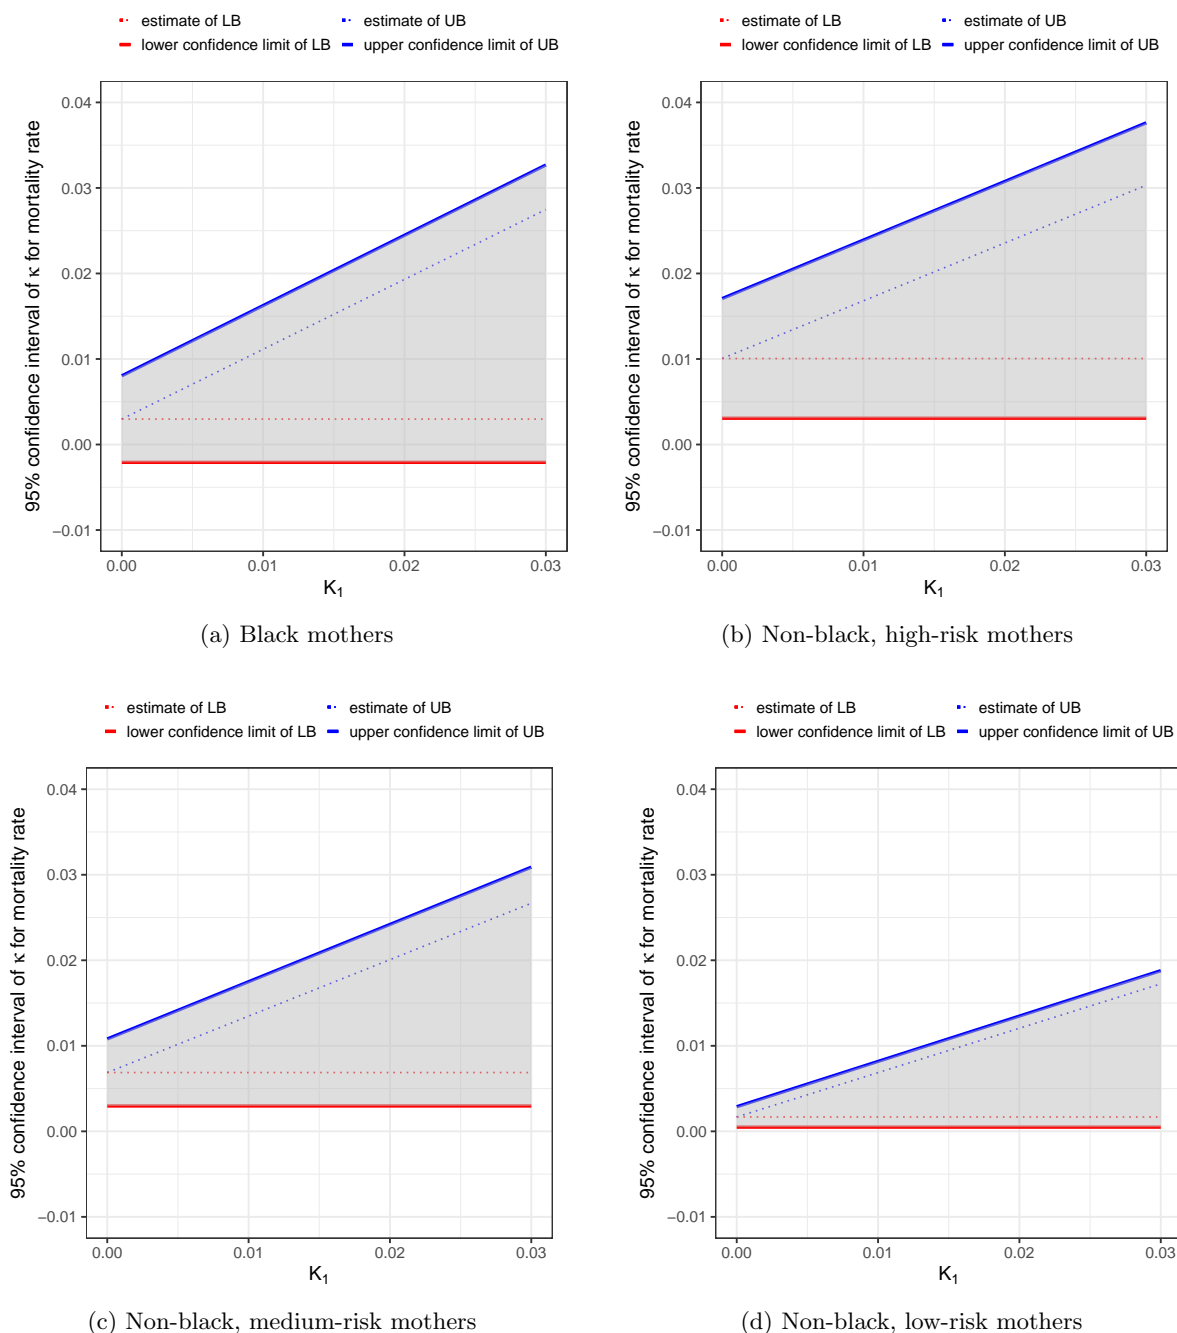 estimate of LB estimate of UB
lower confidence limit of LB upper confidence limit of UB
95% confidence interval of κ for mortality rate
0.04
0.03
0.02
0.01
0.00
−0.01
0.00 0.01 0.02 0.03
K1
(a) Black mothers
estimate of LB estimate of UB
lower confidence limit of LB upper confidence limit of UB
95% confidence interval of κ for mortality rate
0.04
0.03
0.02
0.01
0.00
−0.01
0.00 0.01 0.02 0.03
K1
(b) Non-black, high-risk mothers
estimate of LB estimate of UB
lower confidence limit of LB upper confidence limit of UB
95% confidence interval of κ for mortality rate
0.04
0.03
0.02
0.01
0.00
−0.01
0.00 0.01 0.02 0.03
K1
(c) Non-black, medium-risk mothers
estimate of LB estimate of UB
lower confidence limit of LB upper confidence limit of UB
95% confidence interval of κ for mortality rate
0.04
0.03
0.02
0.01
0.00
−0.01
0.00 0.01 0.02 0.03
K1
(d) Non-black, low-risk mothers